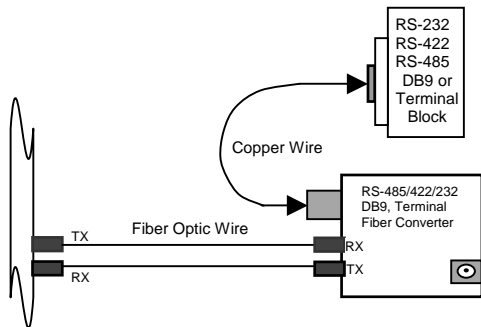 RS-232
RS-422
RS-485
DB9 or
Terminal
Block
Copper Wire
RS-485/422/232
DB9, Terminal
Fiber Converter
TX
Fiber Optic Wire
RX
RX
TX